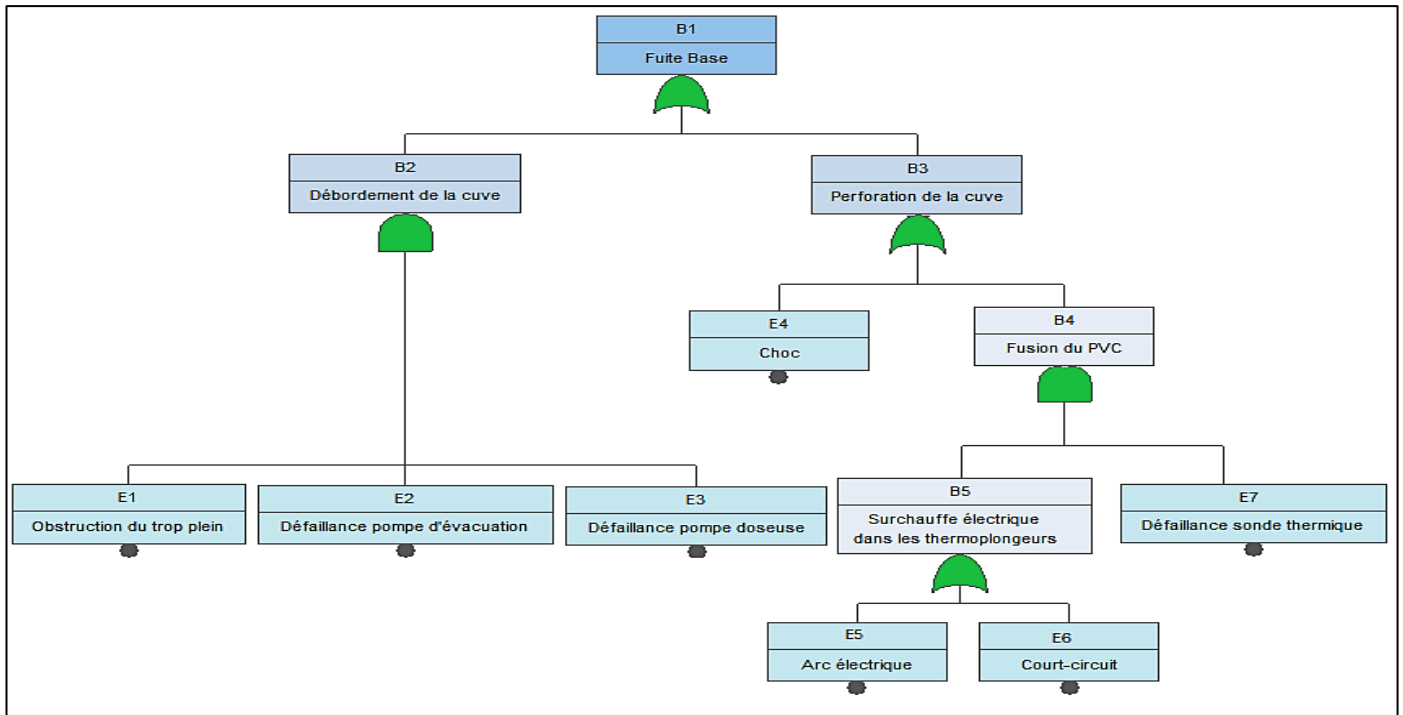 B1
Fuite Base
B2
Débordement de la cuve
B3
Perforation de la cuve
E4
Choc
B4
Fusion du PVC
E1
Obstruction du trop plein
E2
Défaillance pompe d'évacuation
E3
Défaillance pompe doseuse
B5
Surchauffe électrique
dans les thermoplongeurs
E7
Défaillance sonde thermique
E5
Arc électrique
E6
Court-circuit